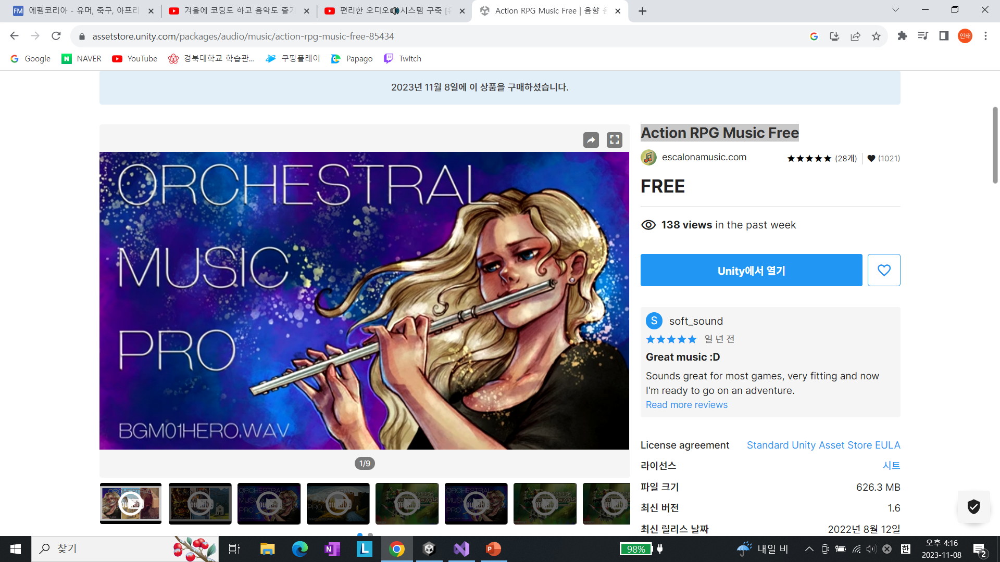 에펨코리아 - 유머, 축구, 아프리
겨울에 코딩도 하고 음악도 즐기
편리한 오디오🔊시스템 구축 [유
Action RPG Music Free | 음향 음
assetstore.unity.com/packages/audio/music/action-rpg-music-free-85434
인태
Google
NAVER
YouTube
경북대학교 학습관...
쿠팡플레이
Papago
Twitch
2023년 11월 8일에 이 상품을 구매하셨습니다.
ORCHESTRAL
MUSIC
PRO
BGM01HERO.WAV
1/9
Action RPG Music Free
escalonamusic.com
(28개)
(1021)
FREE
138 views in the past week
Unity에서 열기
S
soft_sound
일 년 전
Great music :D
Sounds great for most games, very fitting and now
I'm ready to go on an adventure.
Read more reviews
License agreement
Standard Unity Asset Store EULA
라이선스
시트
파일 크기
626.3 MB
최신 버전
1.6
최신 릴리스 날짜
2022년 8월 12일
찾기
98%
내일 비
한
오후 4:16
2023-11-08
2